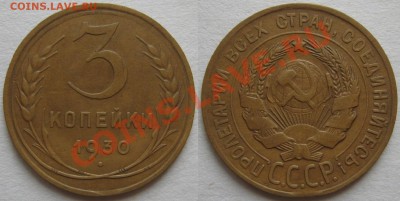 COINS.LAVE.RU
3
КОПЕЙКИ
1930
ПРОЛЕТАРИИ ВСЕХ СТРАН, СОЕДИНЯЙТЕСЬ!
С.С.С.Р.
Coins.Lave.ru